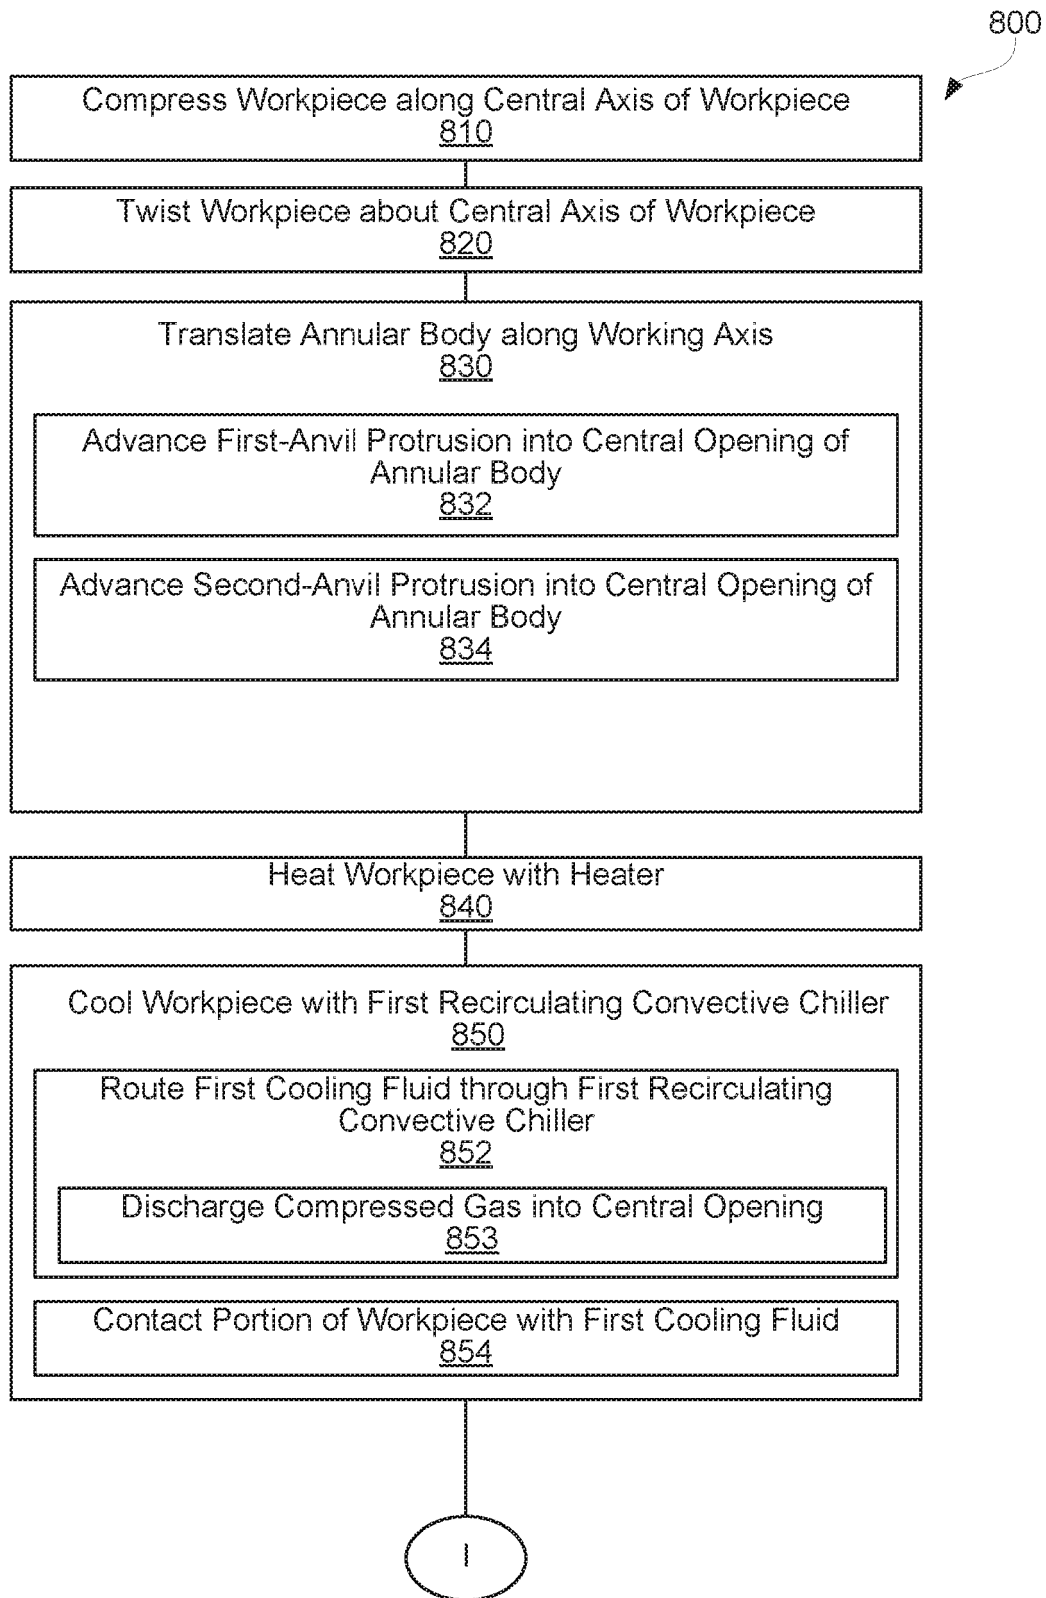 800
Compress Workpiece along Central Axis of Workpiece
810
Twist Workpiece about Central Axis of Workpiece
820
Translate Annular Body along Working Axis
830
Advance First-Anvil Protrusion into Central Opening of
Annular Body
832
Advance Second-Anvil Protrusion into Central Opening of
Annular Body
834
Heat Workpiece with Heater
840
Cool Workpiece with First Recirculating Convective Chiller
850
Route First Cooling Fluid through First Recirculating
Convective Chiller
852
Discharge Compressed Gas into Central Opening
853
Contact Portion of Workpiece with First Cooling Fluid
854
I